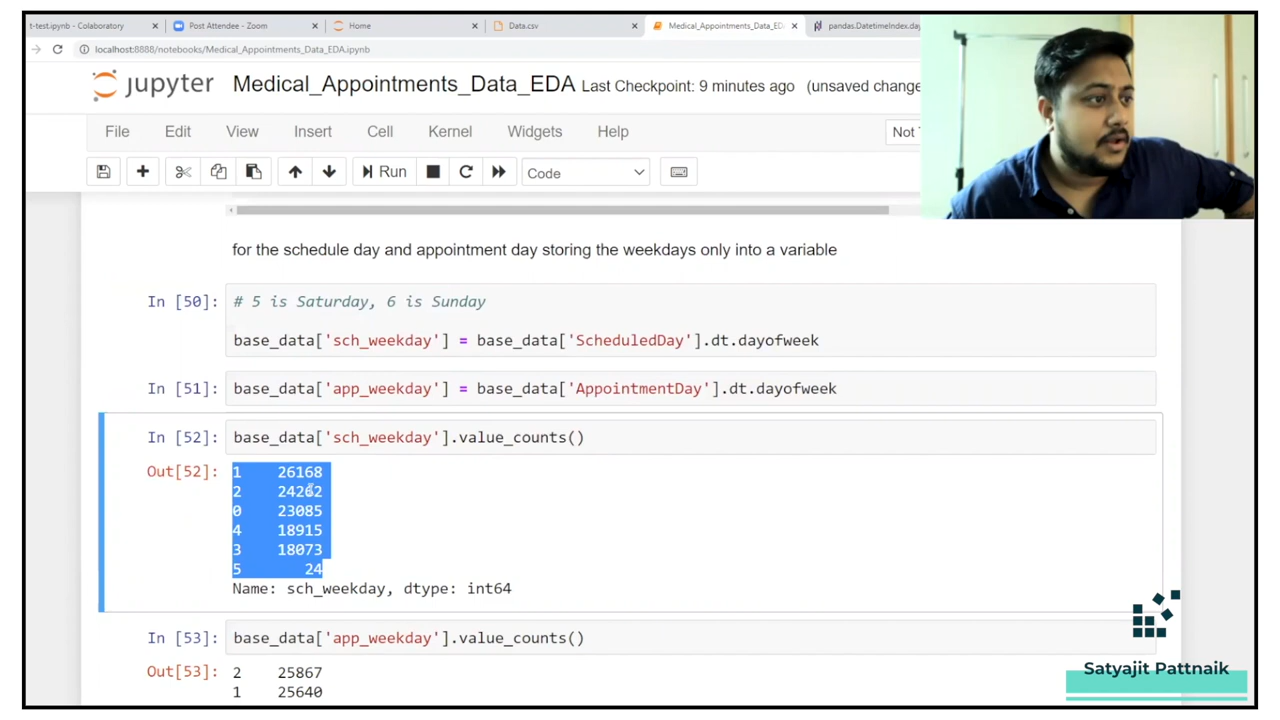 t-test.ipynb - Colaboratory
Post Attendee - Zoom
Home
Data.csv
Medical_Appointments_Data_ED
pandas.DatetimeIndex.day
localhost:8888/notebooks/Medical_Appointments_Data_EDA.ipynb
jupyter Medical_Appointments_Data_EDA Last Checkpoint: 9 minutes ago (unsaved change
File Edit View Insert Cell Kernel Widgets Help Not
Run Code
for the schedule day and appointment day storing the weekdays only into a variable
In [50]: # 5 is Saturday, 6 is Sunday
base_data['sch_weekday'] = base_data['ScheduledDay'].dt.dayofweek
In [51]: base_data['app_weekday'] = base_data['AppointmentDay'].dt.dayofweek
In [52]: base_data['sch_weekday'].value_counts()
Out[52]: 1 26168
2 24262
0 23085
4 18915
3 18073
5 24
Name: sch_weekday, dtype: int64
In [53]: base_data['app_weekday'].value_counts()
Out[53]: 2 25867
1 25640
Satyajit Pattnaik